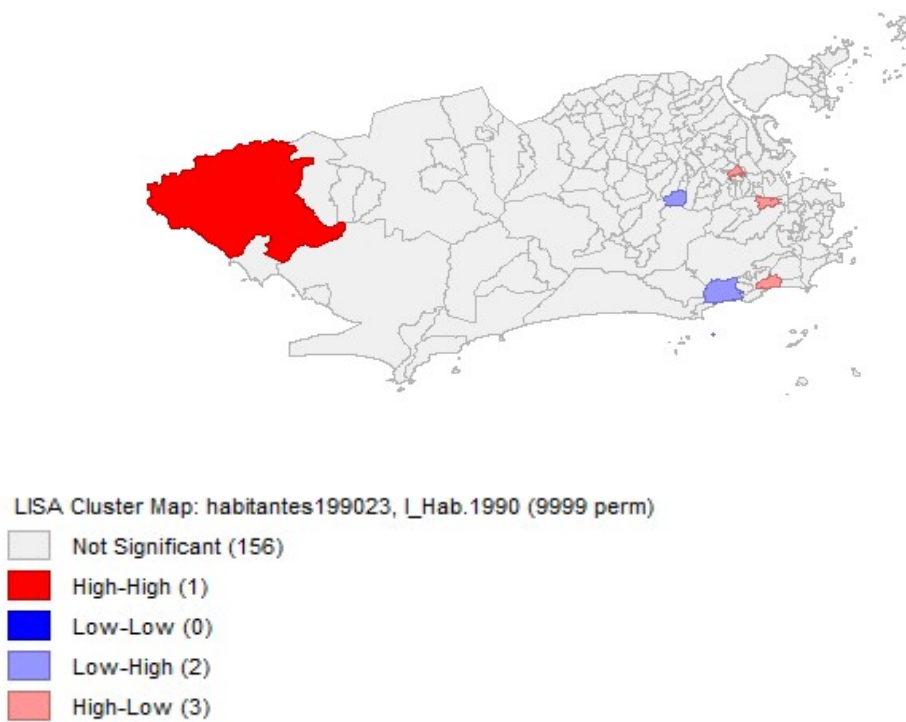 LISA Cluster Map: habitantes199023, I_Hab.1990 (9999 perm)
Not Significant (156)
High-High (1)
Low-Low (0)
Low-High (2)
High-Low (3)